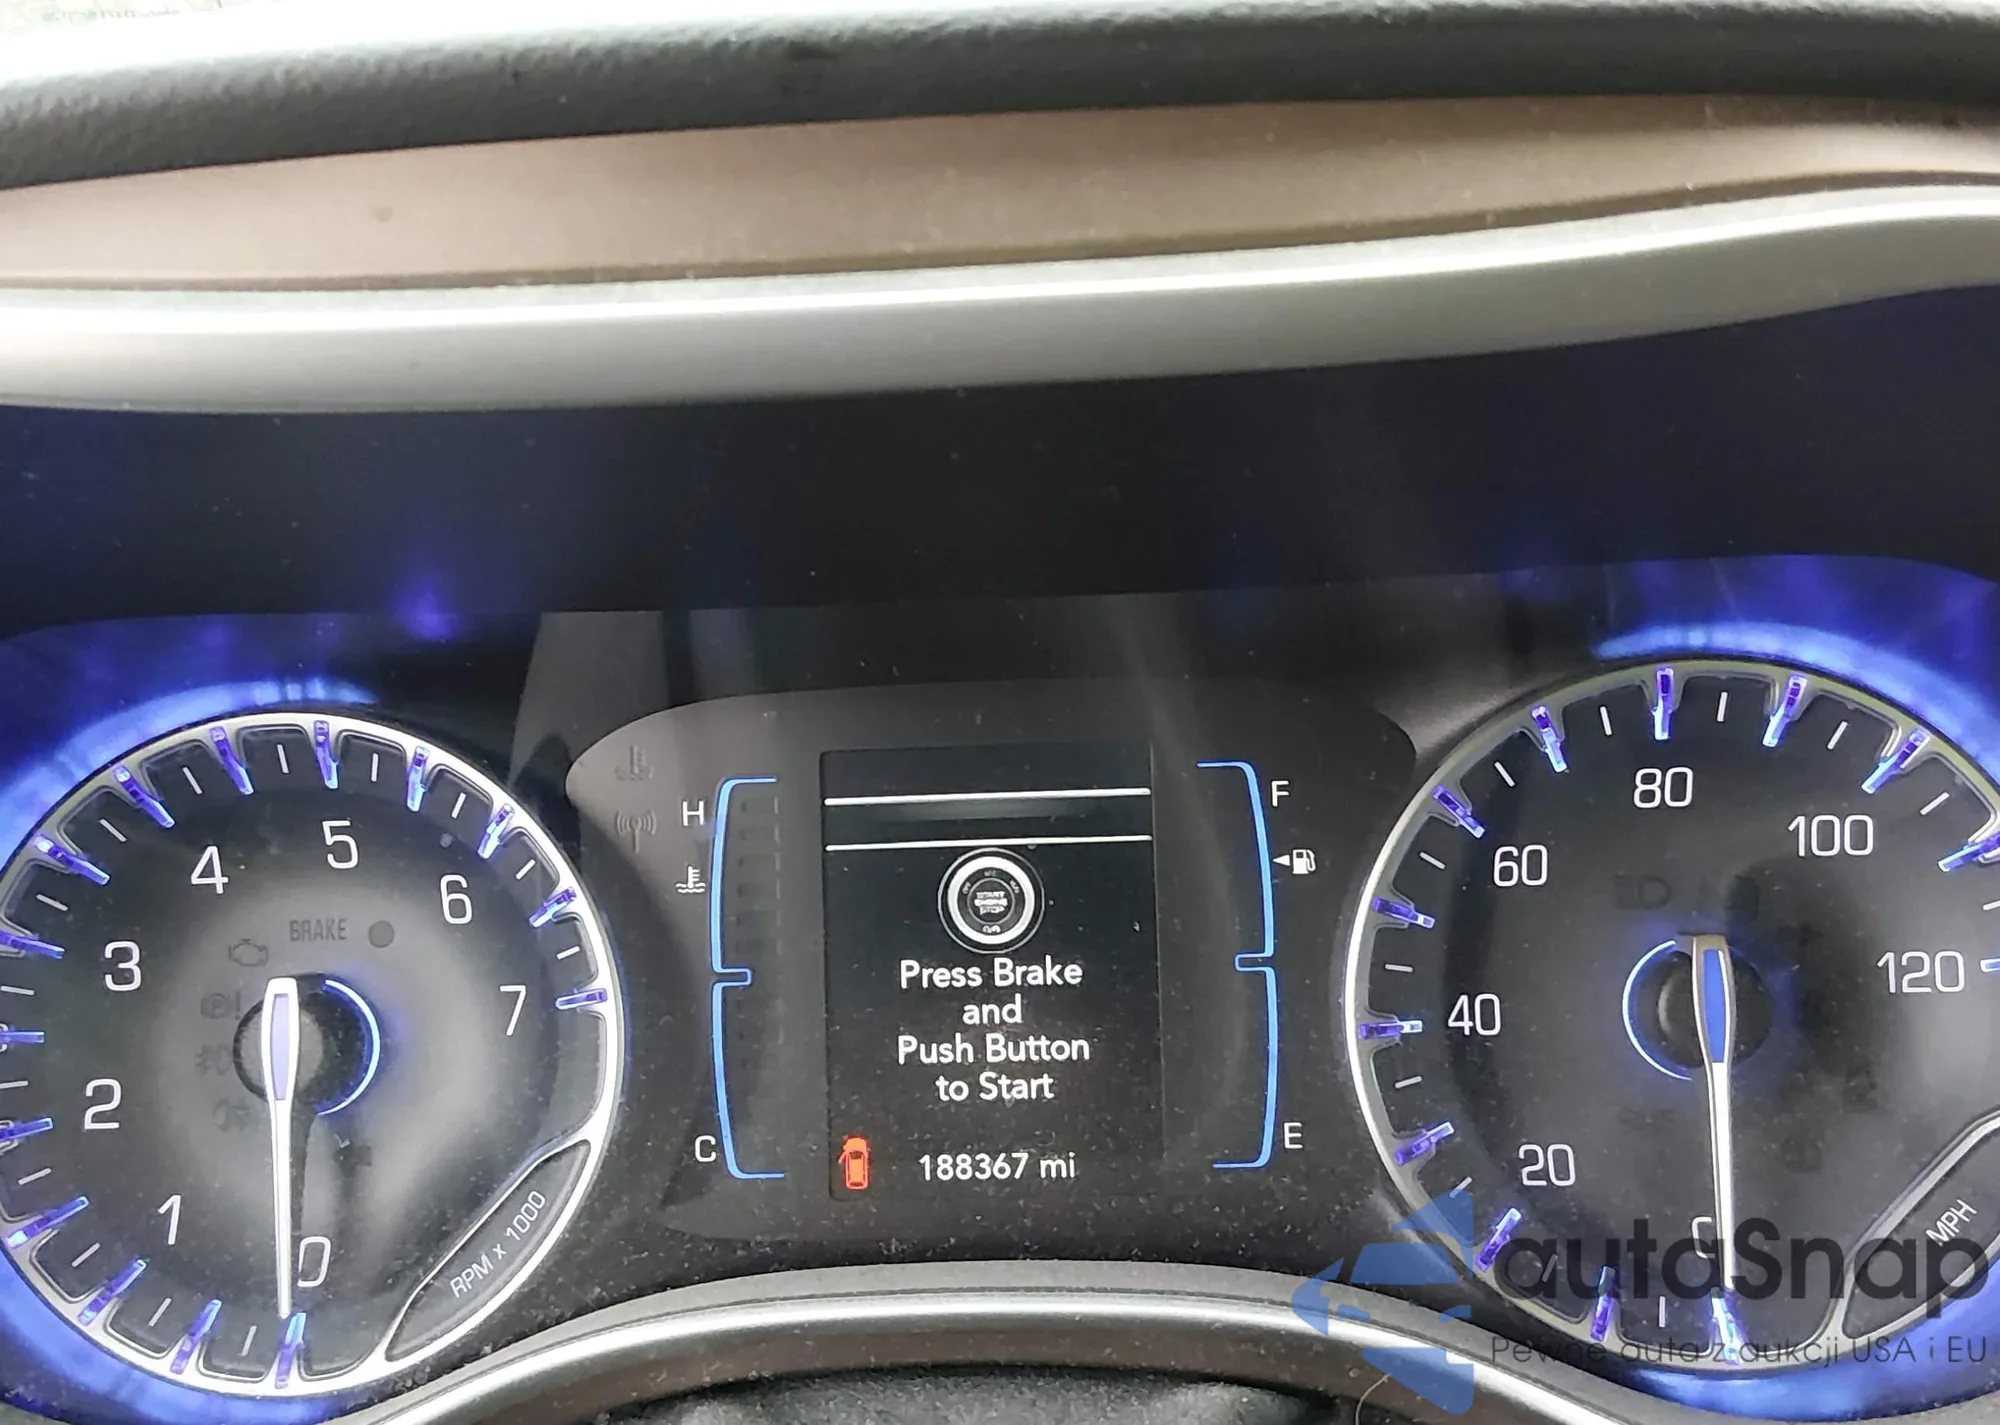 4
5
6
3
BRAKE
7
2
1
0
RPM x 1000
H
C
Press Brake
and
Push Button
to Start
188367 mi
F
E
80
60
100
40
120
20
MPH
autaSnap
Pewne auta z aukcji USA i EU